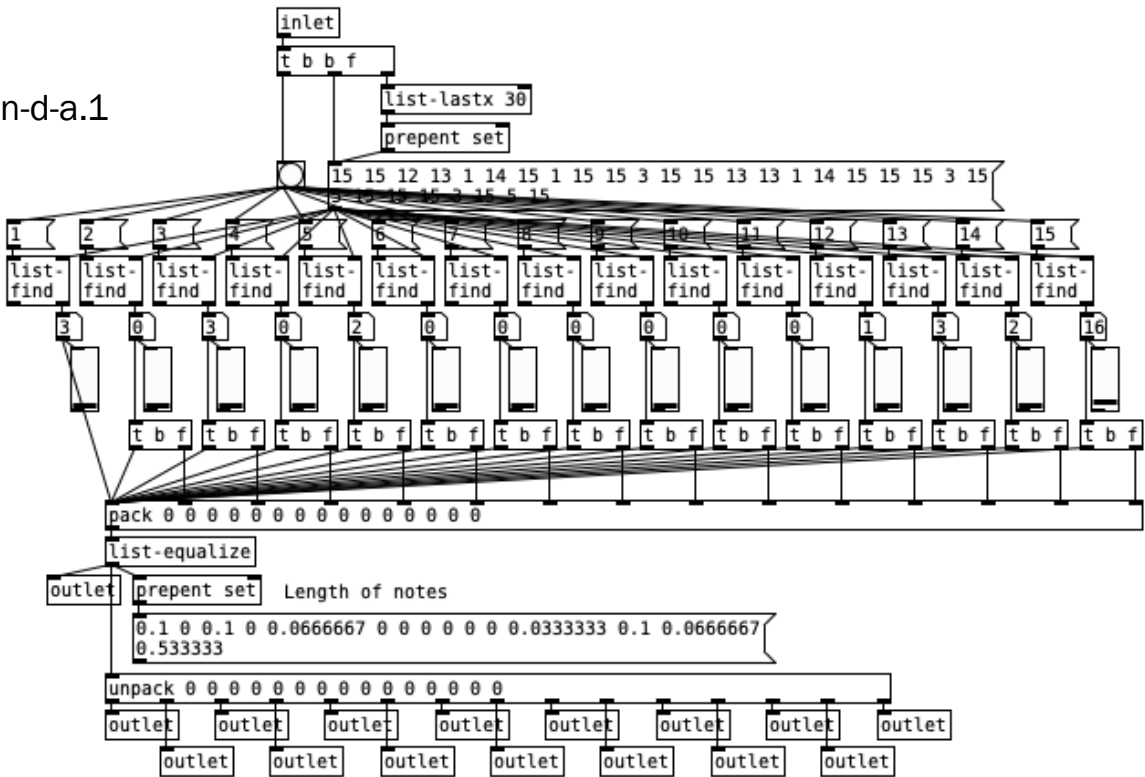 inlet
t b b f
n-d-a.1
list-lastx 30
prepent set
15 15 12 13 1 14 15 1 15 15 3 15 15 13 13 1 14 15 15 15 3 15
5 15 15 15 3 15 5 15
1 2 3 4 5 6 7 8 9 10 11 12 13 14 15
list- list- list- list- list- list- list- list- list- list- list- list- list- list- list-
find find find find find find find find find find find find find find find
3 0 3 0 2 0 0 0 0 0 0 1 3 2 16
t b f t b f t b f t b f t b f t b f t b f t b f t b f t b f t b f t b f t b f t b f
pack 0 0 0 0 0 0 0 0 0 0 0 0 0 0 0
list-equalize
outlet prepent set Length of notes
0.1 0 0.1 0 0.0666667 0 0 0 0 0 0 0.0333333 0.1 0.0666667
0.533333
unpack 0 0 0 0 0 0 0 0 0 0 0 0 0 0 0
outlet outlet outlet outlet outlet outlet outlet outlet
outlet outlet outlet outlet outlet outlet outlet